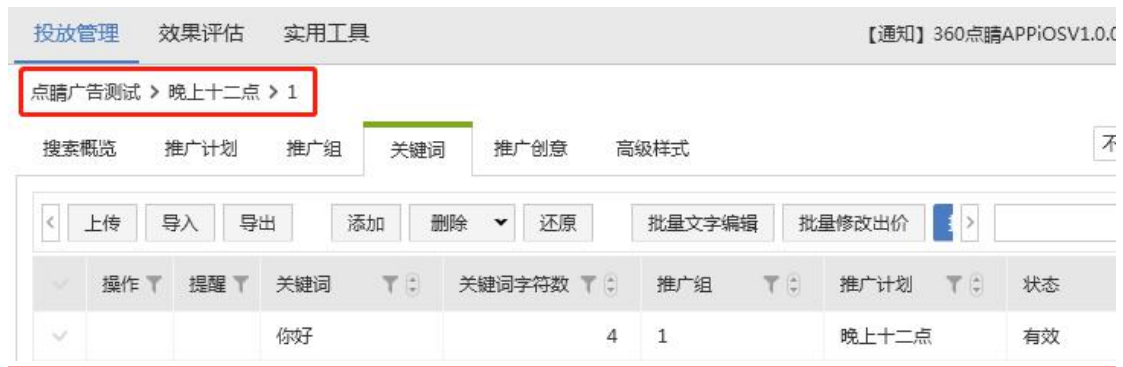 投放管理 效果评估 实用工具 【通知】360点睛APPiOSV1.0.0
点睛广告测试 > 晚上十二点 > 1
搜索概览 推广计划 推广组 关键词 推广创意 高级样式
< 上传 导入 导出 添加 删除 还原 批量文字编辑 批量修改出价 >
操作 提醒 关键词 关键词字符数 推广组 推广计划 状态
你好 4 1 晚上十二点 有效